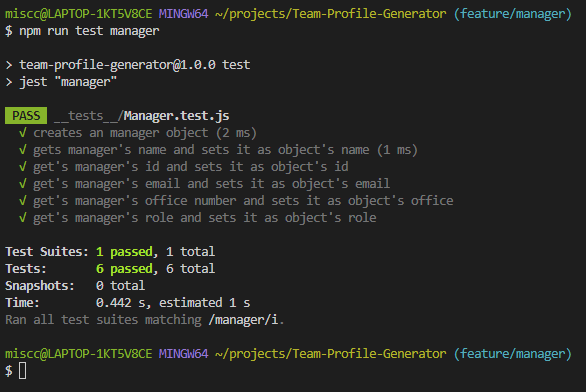 miscc@LAPTOP-1KT5V8CE MINGW64 ~/projects/Team-Profile-Generator (feature/manager)
$ npm run test manager
> team-profile-generator@1.0.0 test
> jest "manager"
PASS __tests__/Manager.test.js
√ creates an manager object (2 ms)
√ gets manager's name and sets it as object's name (1 ms)
√ get's manager's id and sets it as object's id
√ get's manager's email and sets it as object's email
√ get's manager's office number and sets it as object's office
√ get's manager's role and sets it as object's role
Test Suites: 1 passed, 1 total
Tests:       6 passed, 6 total
Snapshots:   0 total
Time:        0.442 s, estimated 1 s
Ran all test suites matching /manager/i.
miscc@LAPTOP-1KT5V8CE MINGW64 ~/projects/Team-Profile-Generator (feature/manager)
$